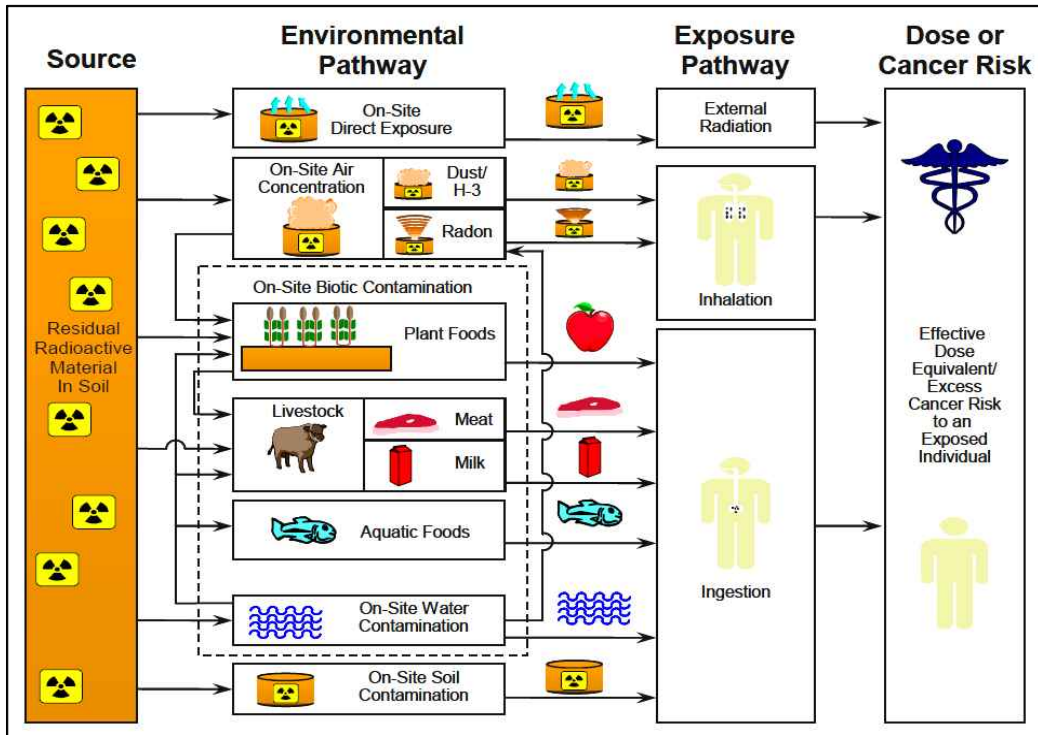 Source
Environmental
Pathway
Exposure
Pathway
Dose or
Cancer Risk
Residual
Radioactive
Material
In Soil
On-Site
Direct Exposure
On-Site Air
Concentration
Dust/
H-3
Radon
On-Site Biotic Contamination
Plant Foods
Livestock
Meat
Milk
Aquatic Foods
On-Site Water
Contamination
On-Site Soil
Contamination
External
Radiation
Inhalation
Ingestion
Effective
Dose
Equivalent/
Excess
Cancer Risk
to an
Exposed
Individual